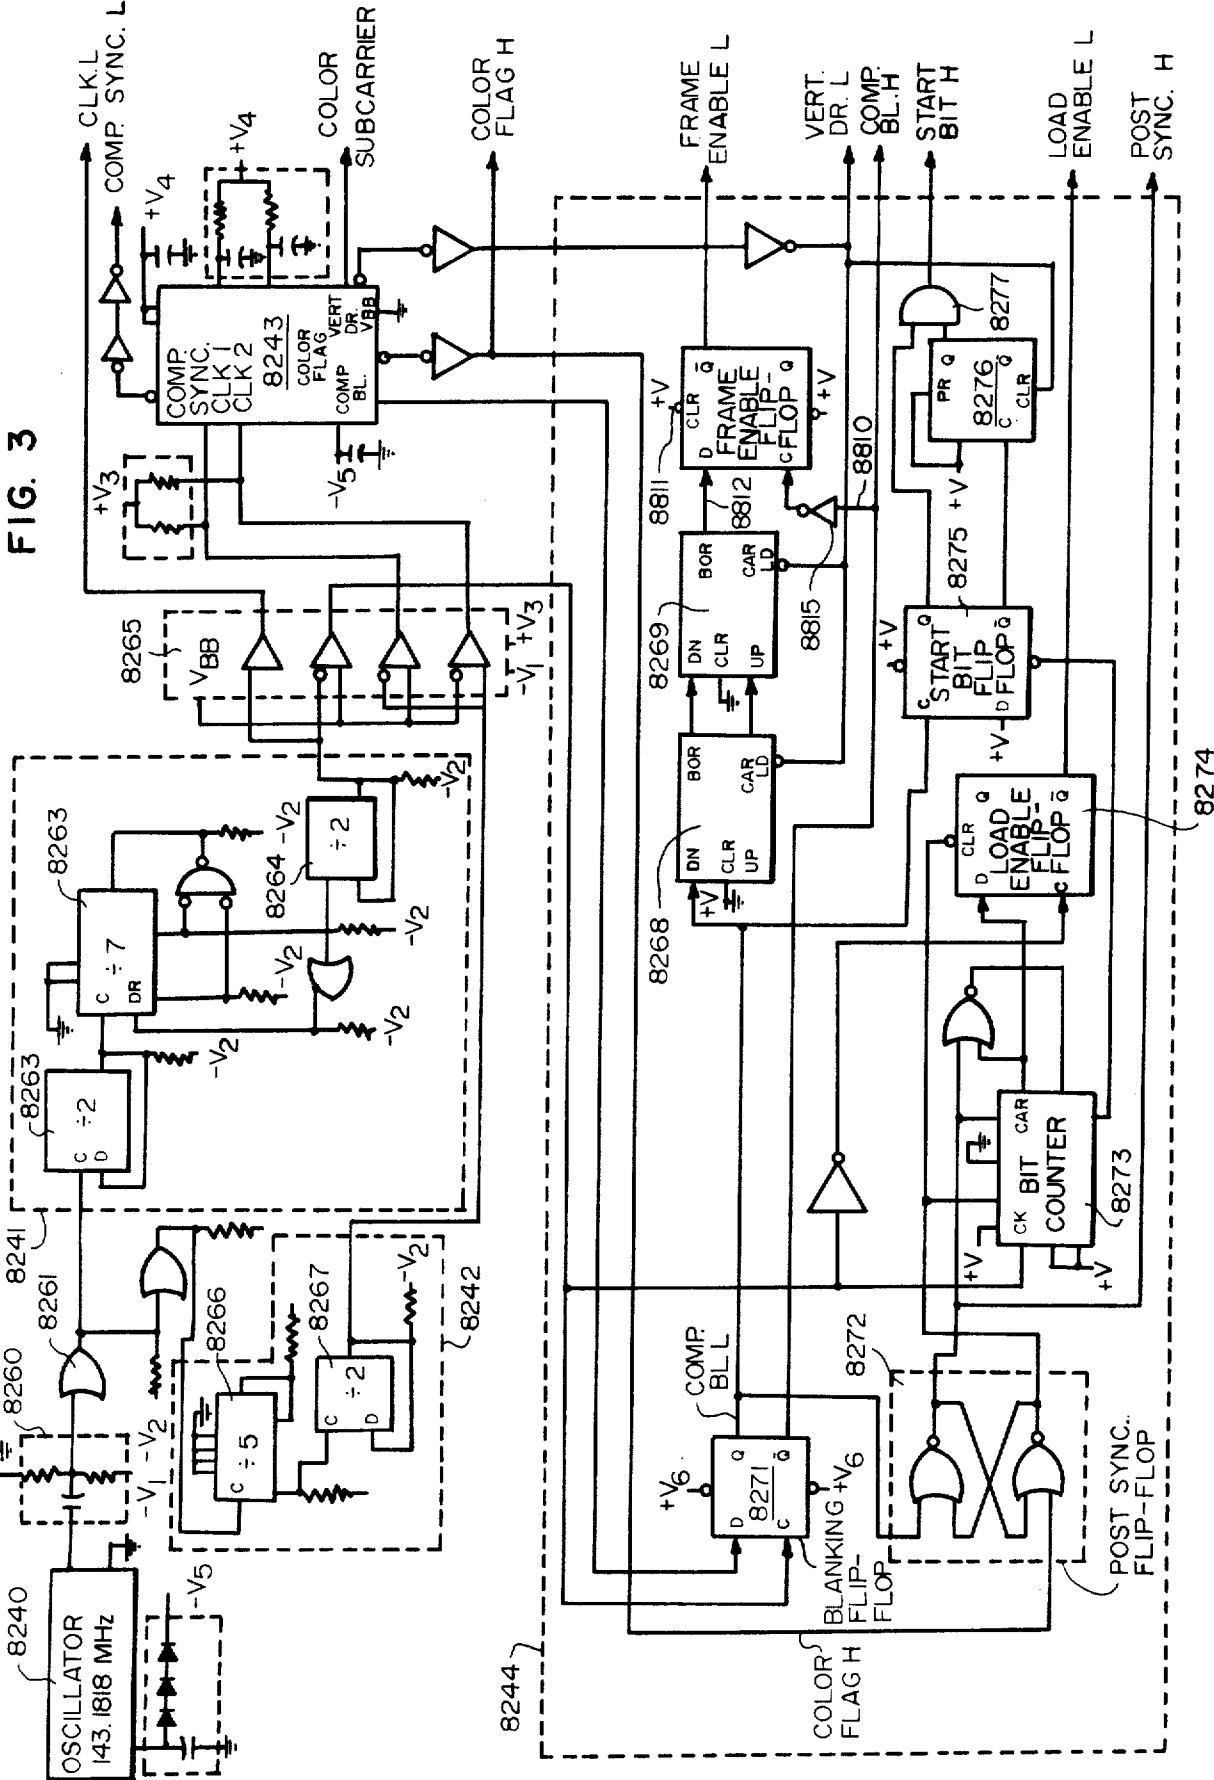 FIG. 3
8240
OSCILLATOR
143.1818 MHz
-V5
8260
-V1
-V2
8261
8241
8263
÷2
C
D
-V2
8263
÷7
C
DR
-V2
-V2
-V2
8264
÷2
-V2
-V2
8266
÷5
C
8267
÷2
C
D
-V2
8242
8265
VBB
-V1
+V3
+V3
CLK.L
COMP. SYNC. L
+V4
+V4
COMP.
SYNC.
CLK 1
CLK 2
8243
COLOR
FLAG
COMP
BL.
VERT
DR.
VBB
-V5
COLOR
SUBCARRIER
COLOR
FLAG H
FRAME
ENABLE L
VERT.
DR. L
COMP.
BL.H
START
BIT H
LOAD
ENABLE L
POST
SYNC. H
8244
COLOR
FLAG H
BLANKING
FLIP-
FLOP
8271
D
C
Q
Q̄
+V6
+V6
COMP.
BL L
8272
POST SYNC.
FLIP-FLOP
8268
DN
CLR
UP
BOR
CAR
LD
+V
8269
DN
CLR
UP
BOR
CAR
LD
8812
8811
+V
CLR
D
Q̄
FRAME
ENABLE
FLIP-
FLOP
C
Q
+V
8815
8810
8273
BIT
COUNTER
CK
CAR
+V
+V
8274
CLR
D
Q
LOAD
ENABLE
FLIP-
FLOP
C
Q̄
8275
+V
C
Q
START
BIT
FLIP
FLOP
D
Q̄
+V
8276
PR
Q
C
CLR
+V
8277